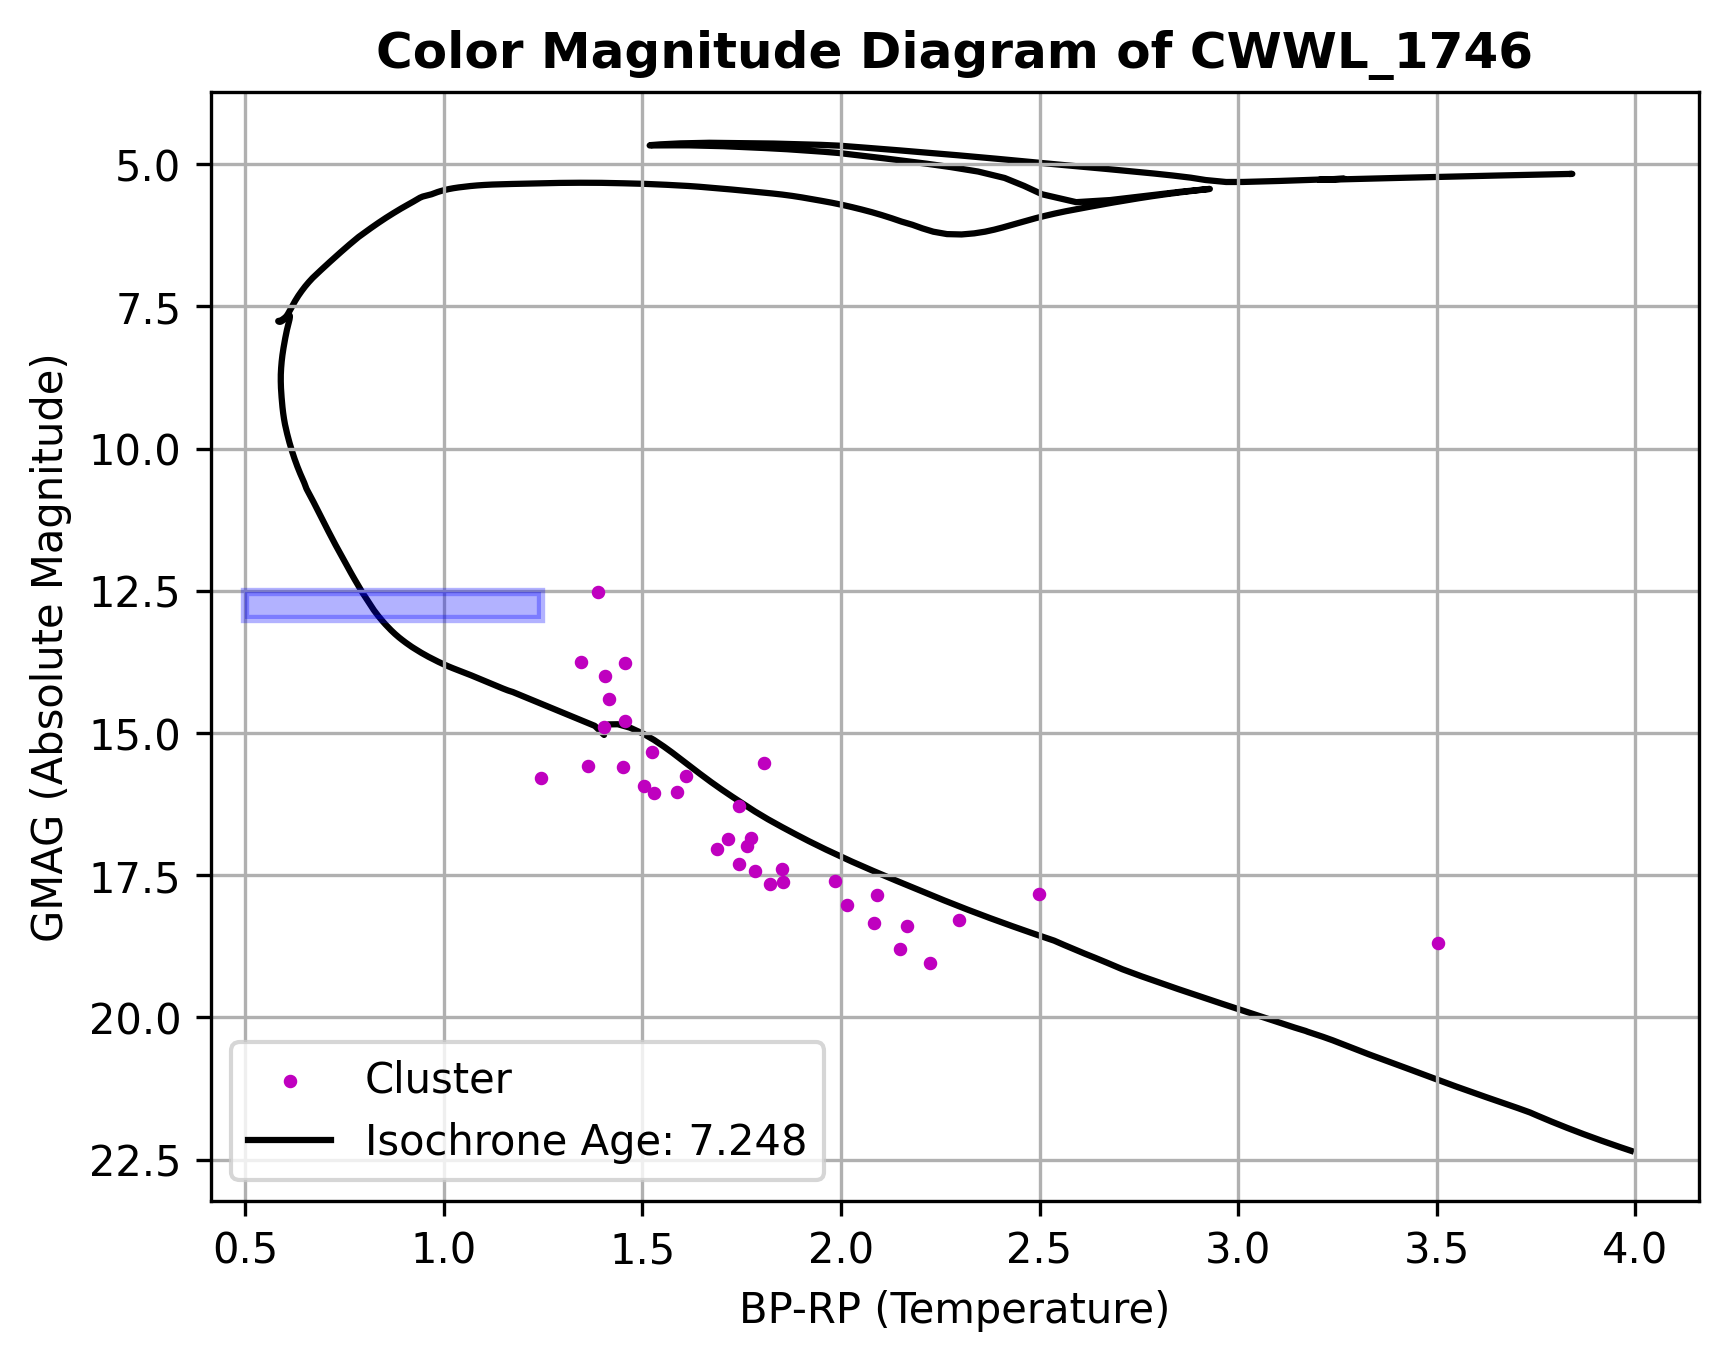 Color Magnitude Diagram of CWWL_1746
GMAG (Absolute Magnitude)
5.0
7.5
10.0
12.5
15.0
17.5
20.0
22.5
Cluster
Isochrone Age: 7.248
0.5 1.0 1.5 2.0 2.5 3.0 3.5 4.0
BP-RP (Temperature)